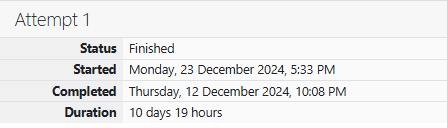 Attempt 1
Status Finished
Started Monday, 23 December 2024, 5:33 PM
Completed Thursday, 12 December 2024, 10:08 PM
Duration 10 days 19 hours